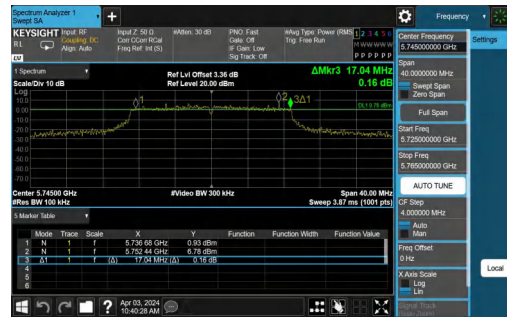 Spectrum Analyzer 1
Swept SA
Frequency
Settings
KEYSIGHT
RL
LV
Input: RF
Coupling: DC
Align: Auto
Input Z: 50 Ω
Corr CCorr RCal
Freq Ref: Int (S)
#Atten: 30 dB
PNO: Fast
Gate: Off
IF Gain: Low
Sig Track: Off
#Avg Type: Power (RMS
Trig: Free Run
1 2 3 4 5 6
M W W W W W
P P P P P P
1 Spectrum
Scale/Div 10 dB
Log
Ref Lvl Offset 3.36 dB
Ref Level 20.00 dBm
ΔMkr3 17.04 MHz
0.16 dB
10.0
0.00
-10.0
-20.0
-30.0
-40.0
-50.0
-60.0
1
2
3Δ1
Center 5.74500 GHz
#Res BW 100 kHz
#Video BW 300 kHz
Span 40.00 MHz
Sweep 3.87 ms (1001 pts)
5 Marker Table
Mode Trace Scale X Y Function Function Width Function Value
1 N 1 f 5.736 68 GHz 0.93 dBm
2 N 1 f 5.752 44 GHz 6.78 dBm
3 Δ1 1 f (Δ) 17.04 MHz (Δ) 0.16 dB
4
5
6
Apr 03, 2024
10:40:28 AM
Center Frequency
5.745000000 GHz
Span
40.0000000 MHz
Swept Span
Zero Span
Full Span
Start Freq
5.725000000 GHz
Stop Freq
5.765000000 GHz
AUTO TUNE
CF Step
4.000000 MHz
Auto
Man
Freq Offset
0 Hz
X Axis Scale
Log
Lin
Signal Track
Local